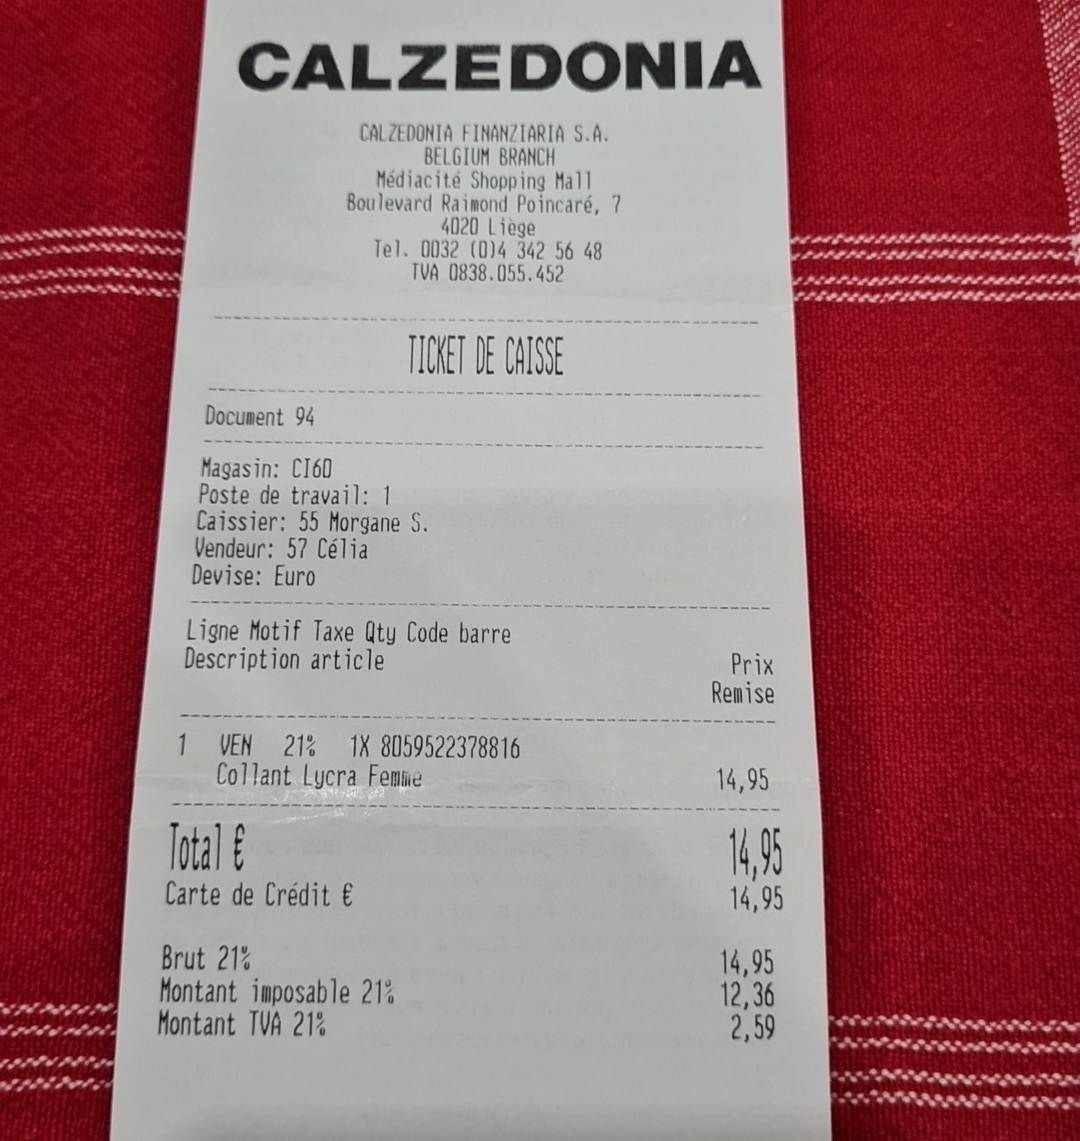 CALZEDONIA
CALZEDONIA FINANZIARIA S.A.
BELGIUM BRANCH
Médiacité Shopping Mall
Boulevard Raimond Poincaré, 7
4020 Liège
Tel. 0032 (0)4 342 56 48
TVA 0838.055.452
TICKET DE CAISSE
Document 94
Magasin: CI60
Poste de travail: 1
Caissier: 55 Morgane S.
Vendeur: 57 Célia
Devise: Euro
Ligne Motif Taxe Qty Code barre
Description article Prix
Remise
1 VEN 21% 1X 8059522378816
Collant Lycra Femme 14,95
Total € 14,95
Carte de Crédit € 14,95
Brut 21% 14,95
Montant imposable 21% 12,36
Montant TVA 21% 2,59